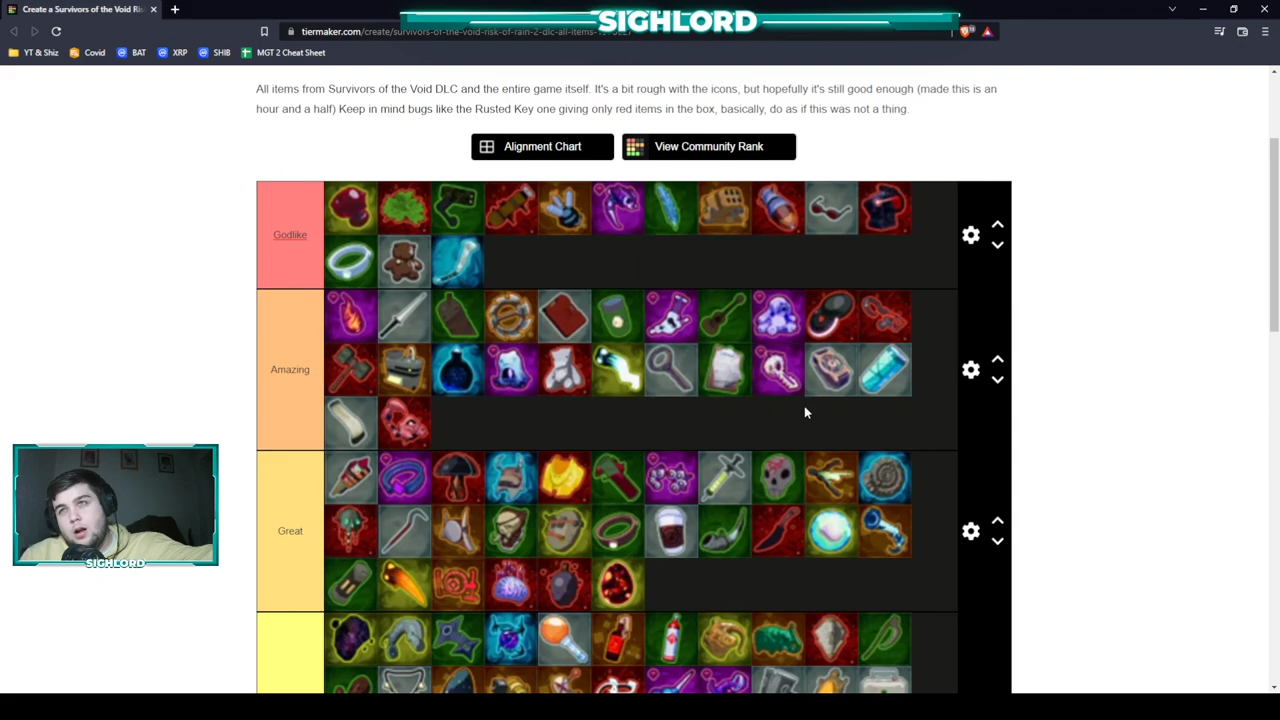 Create a Survivors of the Void Ris
SIGHLORD
tiermaker.com/create/survivors-of-the-void-risk-of-rain-2-dlc-all-items-
YT & Shiz
Covid
BAT
XRP
SHIB
MGT 2 Cheat Sheet
All items from Survivors of the Void DLC and the entire game itself. It's a bit rough with the icons, but hopefully it's still good enough (made this is an
hour and a half) Keep in mind bugs like the Rusted Key one giving only red items in the box, basically, do as if this was not a thing.
Alignment Chart
View Community Rank
Godlike
Amazing
Great
SIGHLORD